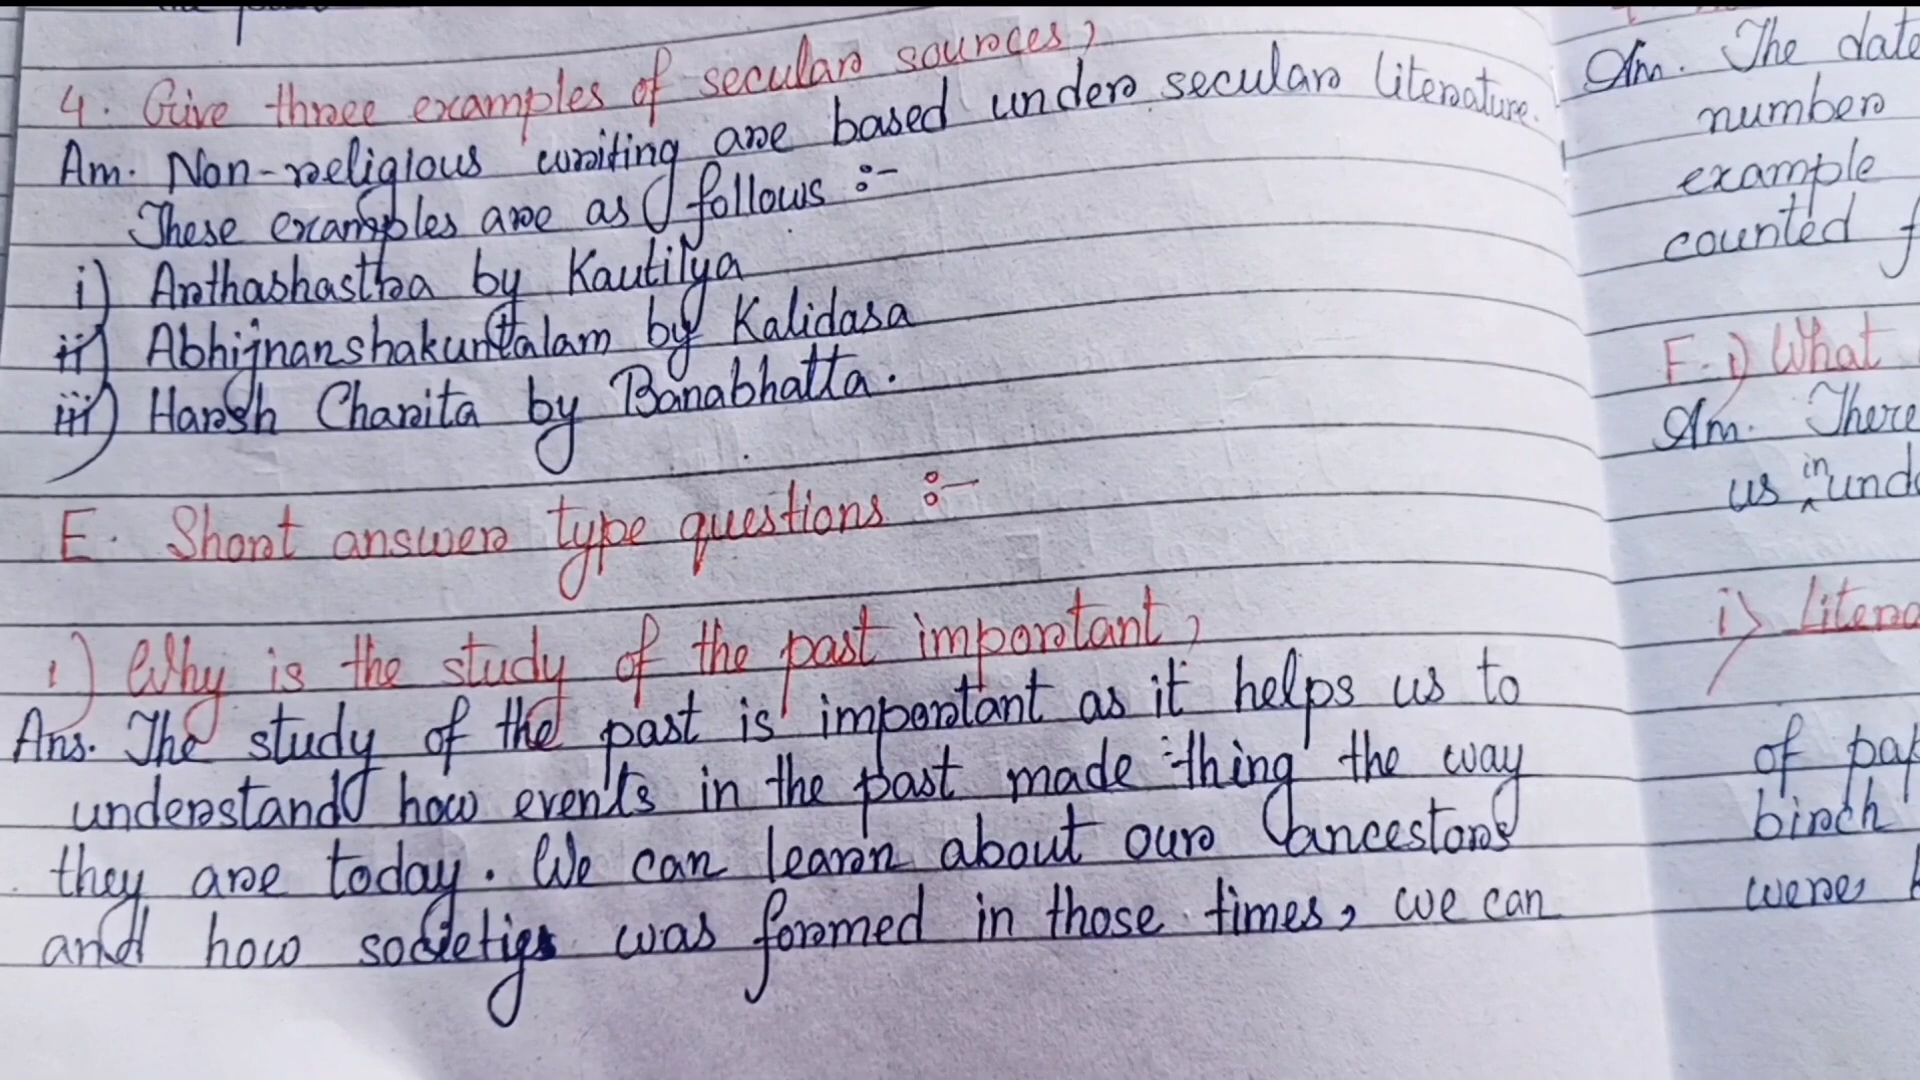 4. Give three examples of secular sources?
Am. Non-religious writing are based under secular literature.
These examples are as follows :-
i) Arthashastra by Kautilya
ii) Abhijnanshakuntalam by Kalidasa
iii) Harsh Charita by Banabhatta.
E. Short answer type questions :-
i) Why is the study of the past important?
Ans. The study of the past is important as it helps us to
understand how events in the past made thing the way
they are today. We can learn about our ancestors
and how societies was formed in those times, we can
Am. The date
number
example
counted f
F. i) What
Am. There
us in und
i) Litera
of pap
birch
were